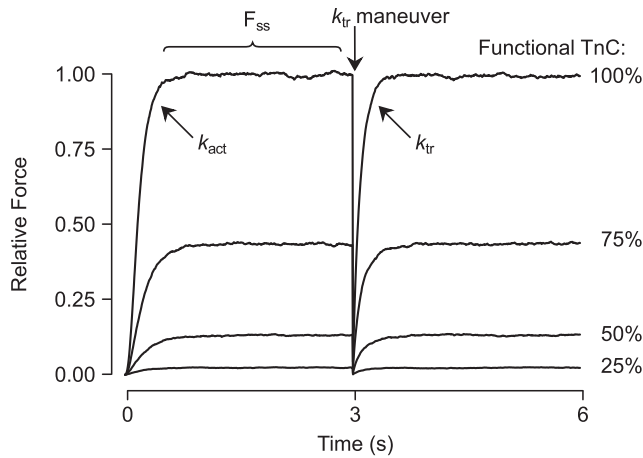 F_ss
k_tr maneuver
Functional TnC:
1.00
100%
0.75
k_act
k_tr
0.50
75%
0.25
50%
25%
0.00
Relative Force
0
3
6
Time (s)